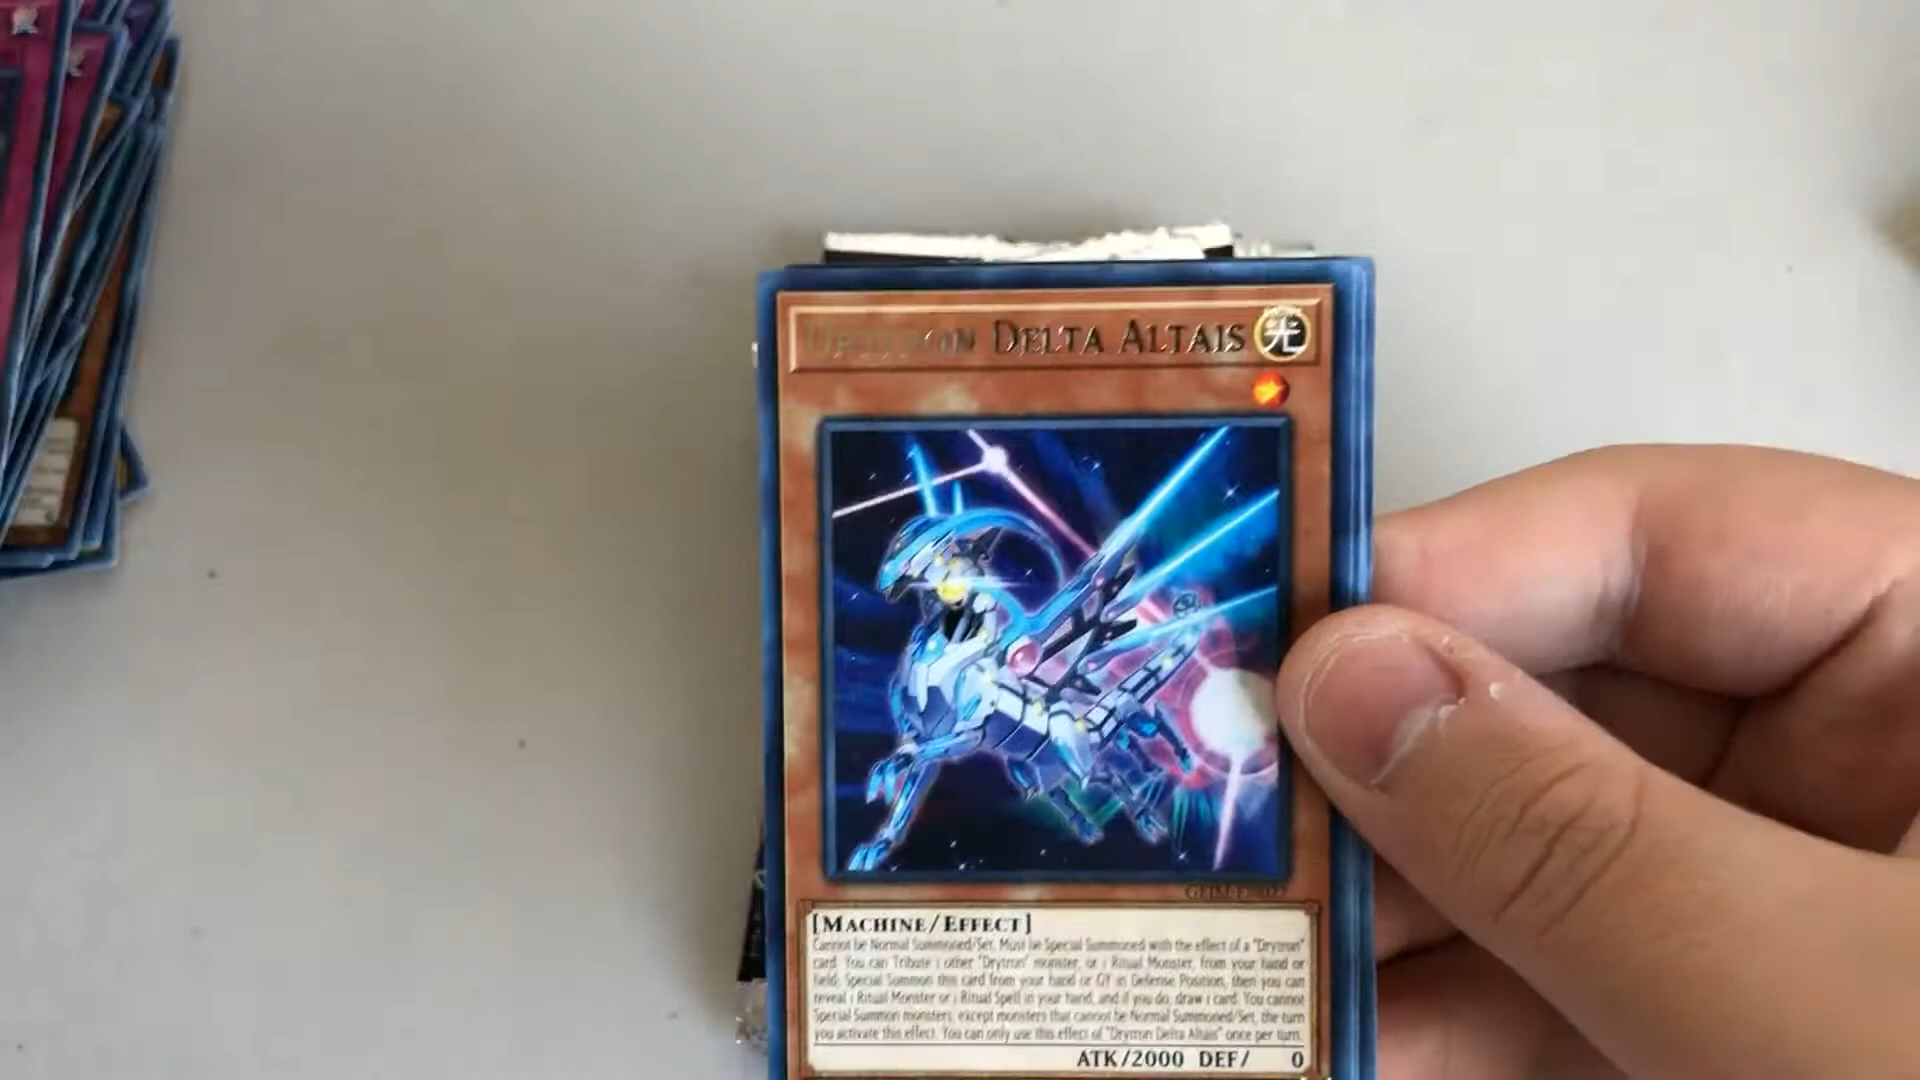 Drytron Delta Altais
光
[Machine/Effect]
Cannot be Normal Summoned/Set. Must be Special Summoned with the effect of a "Drytron"
card. You can Tribute 1 other "Drytron" monster, or 1 Ritual Monster, from your hand or
field; Special Summon this card from your hand or GY in Defense Position, then you can
reveal 1 Ritual Monster or 1 Ritual Spell in your hand, and if you do, draw 1 card. You cannot
Special Summon monsters, except monsters that cannot be Normal Summoned/Set, the turn
you activate this effect. You can only use this effect of "Drytron Delta Altais" once per turn.
ATK/2000 DEF/ 0